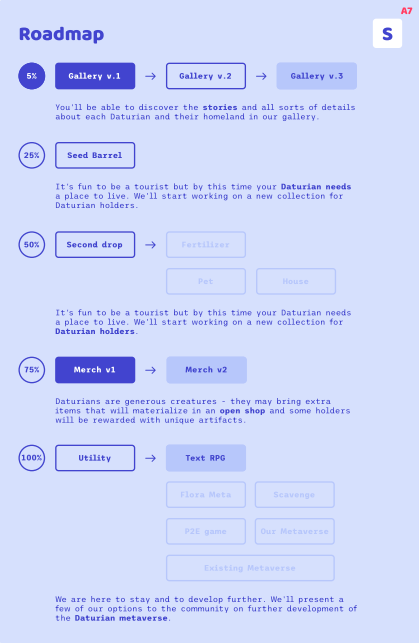 A7
Roadmap
S
5% Gallery v.1 → Gallery v.2 → Gallery v.3
You'll be able to discover the stories and all sorts of details
about each Daturian and their homeland in our gallery.
25% Seed Barrel
It's fun to be a tourist but by this time your Daturian needs
a place to live. We'll start working on a new collection for
Daturian holders.
50% Second drop → Fertilizer
Pet House
It's fun to be a tourist but by this time your Daturian needs
a place to live. We'll start working on a new collection for
Daturian holders.
75% Merch v1 → Merch v2
Daturians are generous creatures - they may bring extra
items that will materialize in an open shop and some holders
will be rewarded with unique artifacts.
100% Utility → Text RPG
Flora Meta Scavenge
P2E game Our Metaverse
Existing Metaverse
We are here to stay and to develop further. We'll present a
few of our options to the community on further development of
the Daturian metaverse.